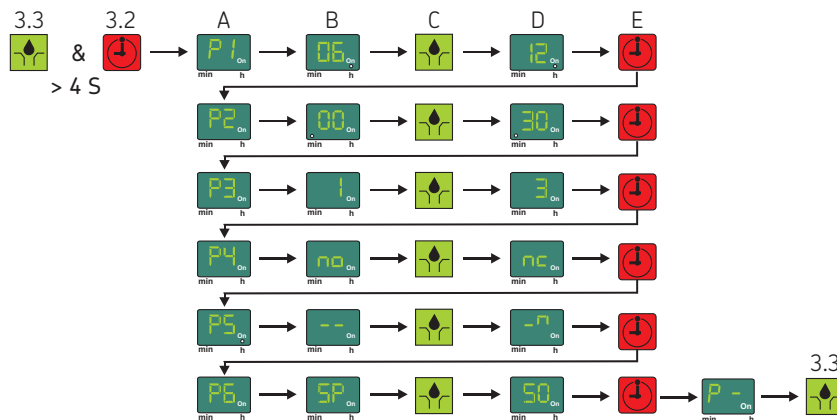 3.3 3.2 A B C D E
& P1 On 06 On 12 On
> 4 S min h min h min h
P2 On 00 On 30 On
min h min h min h
P3 On 1 On 3 On
min h min h min h
P4 On no On nc On
min h min h min h
P5 On -- On -n On
min h min h min h
3.3
P6 On SP On SO On P - On
min h min h min h min h